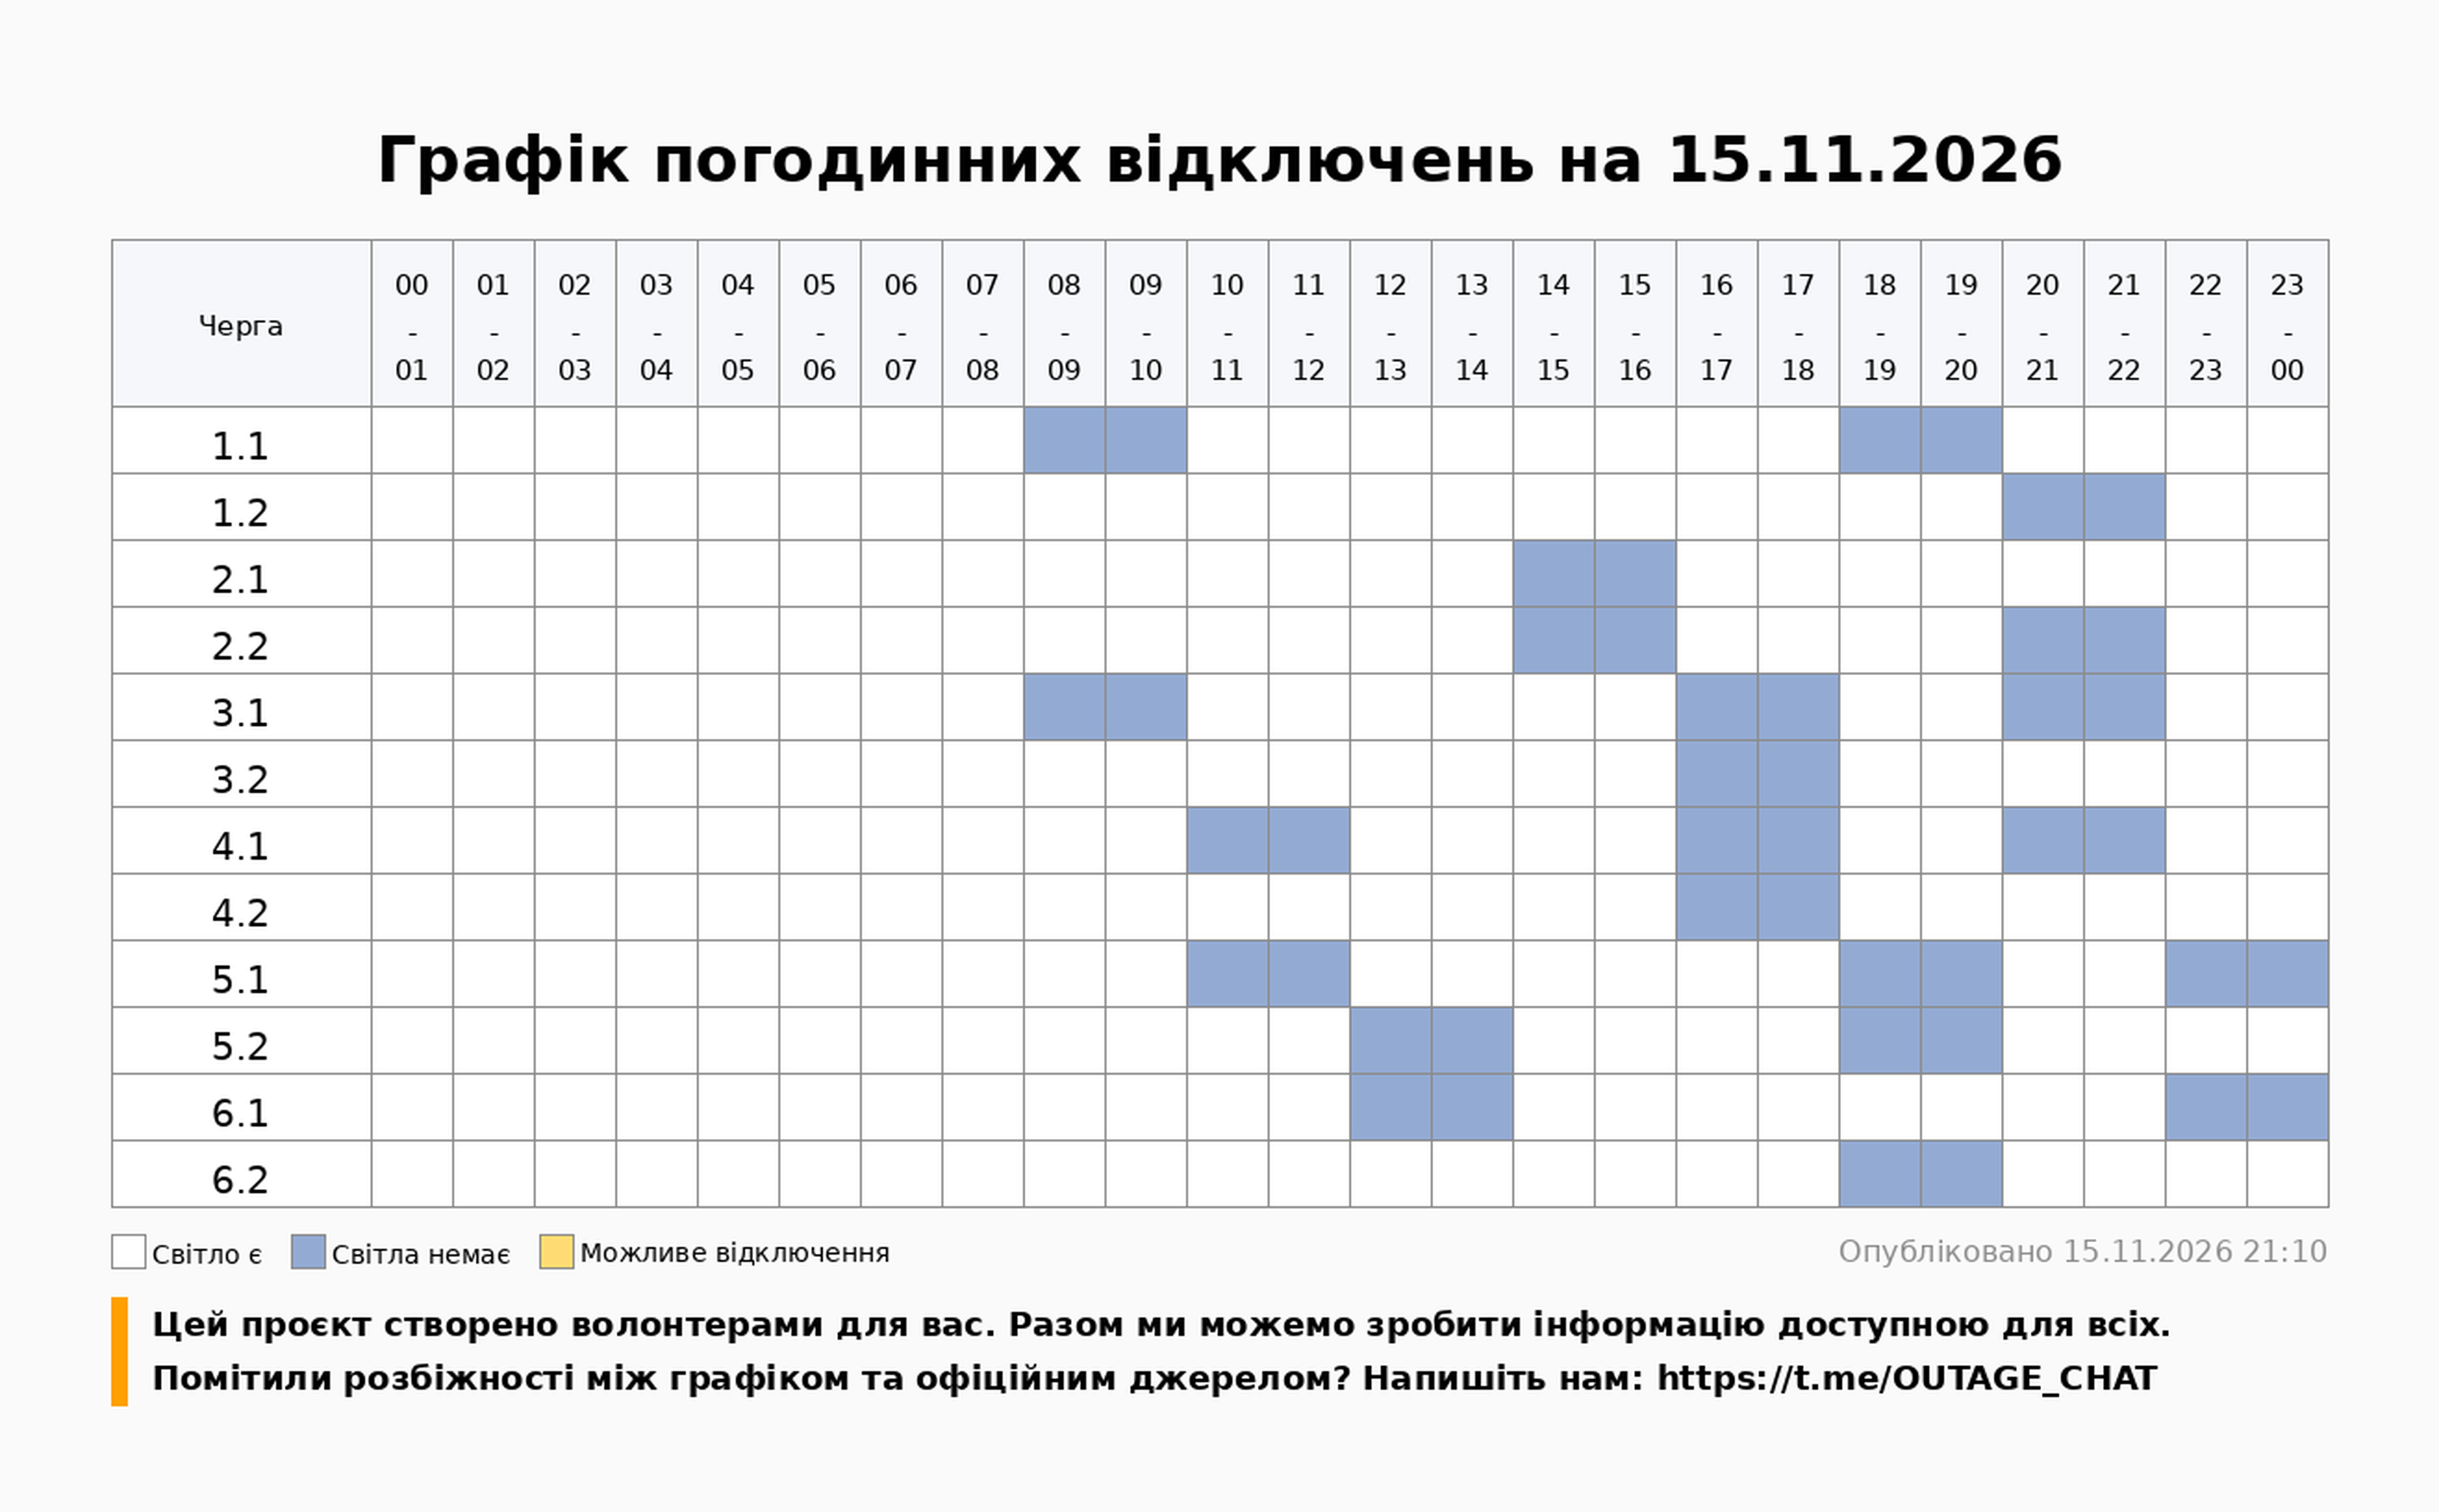 Графік погодинних відключень на 15.11.2026
Черга 00 - 01 01 - 02 02 - 03 03 - 04 04 - 05 05 - 06 06 - 07 07 - 08 08 - 09 09 - 10 10 - 11 11 - 12 12 - 13 13 - 14 14 - 15 15 - 16 16 - 17 17 - 18 18 - 19 19 - 20 20 - 21 21 - 22 22 - 23 23 - 00
1.1
1.2
2.1
2.2
3.1
3.2
4.1
4.2
5.1
5.2
6.1
6.2
Світло є Світла немає Можливе відключення Опубліковано 15.11.2026 21:10
Цей проєкт створено волонтерами для вас. Разом ми можемо зробити інформацію доступною для всіх.
Помітили розбіжності між графіком та офіційним джерелом? Напишіть нам: https://t.me/OUTAGE_CHAT